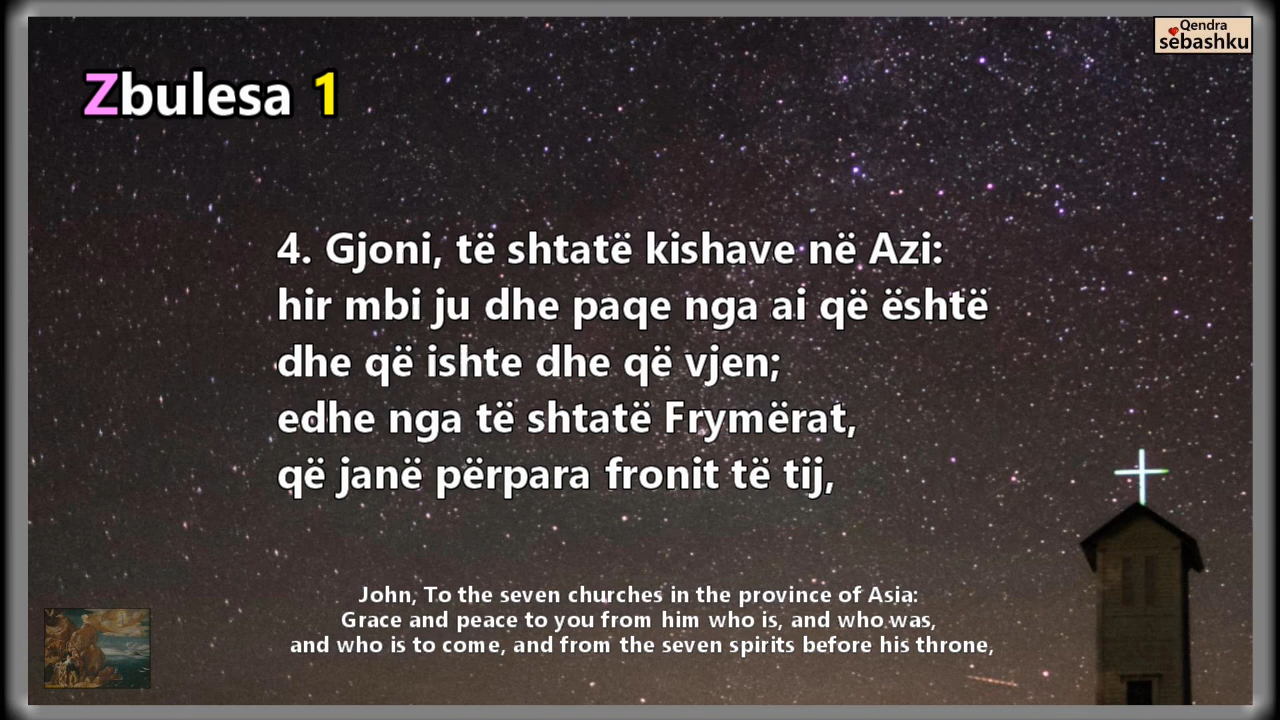 Qendra
sëbashku
Zbulesa 1
4. Gjoni, të shtatë kishave në Azi:
hir mbi ju dhe paqe nga ai që është
dhe që ishte dhe që vjen;
edhe nga të shtatë Frymërat,
që janë përpara fronit të tij,
John, To the seven churches in the province of Asia:
Grace and peace to you from him who is, and who was,
and who is to come, and from the seven spirits before his throne,